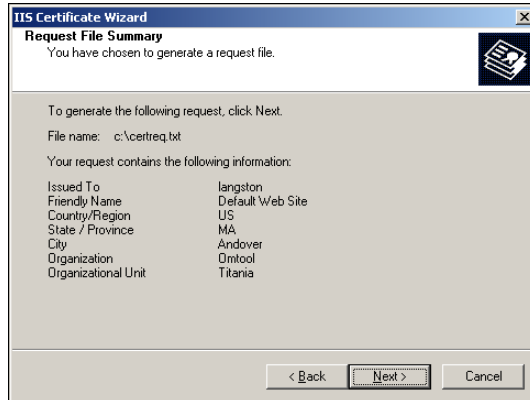 IIS Certificate Wizard
Request File Summary
You have chosen to generate a request file.
To generate the following request, click Next.
File name: c:\certreq.txt
Your request contains the following information:
Issued To langston
Friendly Name Default Web Site
Country/Region US
State / Province MA
City Andover
Organization Omtool
Organizational Unit Titania
< Back Next > Cancel